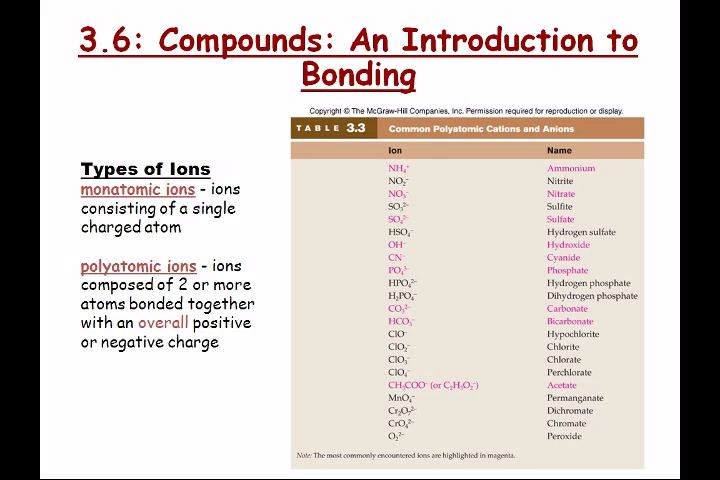 3.6: Compounds: An Introduction to
Bonding
Copyright © The McGraw-Hill Companies, Inc. Permission required for reproduction or display.
TABLE 3.3 Common Polyatomic Cations and Anions
Types of Ions
monatomic ions - ions
consisting of a single
charged atom
polyatomic ions - ions
composed of 2 or more
atoms bonded together
with an overall positive
or negative charge
Ion Name
NH₄⁺ Ammonium
NO₂⁻ Nitrite
NO₃⁻ Nitrate
SO₃²⁻ Sulfite
SO₄²⁻ Sulfate
HSO₄⁻ Hydrogen sulfate
OH⁻ Hydroxide
CN⁻ Cyanide
PO₄³⁻ Phosphate
HPO₄²⁻ Hydrogen phosphate
H₂PO₄⁻ Dihydrogen phosphate
CO₃²⁻ Carbonate
HCO₃⁻ Bicarbonate
ClO⁻ Hypochlorite
ClO₂⁻ Chlorite
ClO₃⁻ Chlorate
ClO₄⁻ Perchlorate
CH₃COO⁻ (or C₂H₃O₂⁻) Acetate
MnO₄⁻ Permanganate
Cr₂O₇²⁻ Dichromate
CrO₄²⁻ Chromate
O₂²⁻ Peroxide
Note: The most commonly encountered ions are highlighted in magenta.